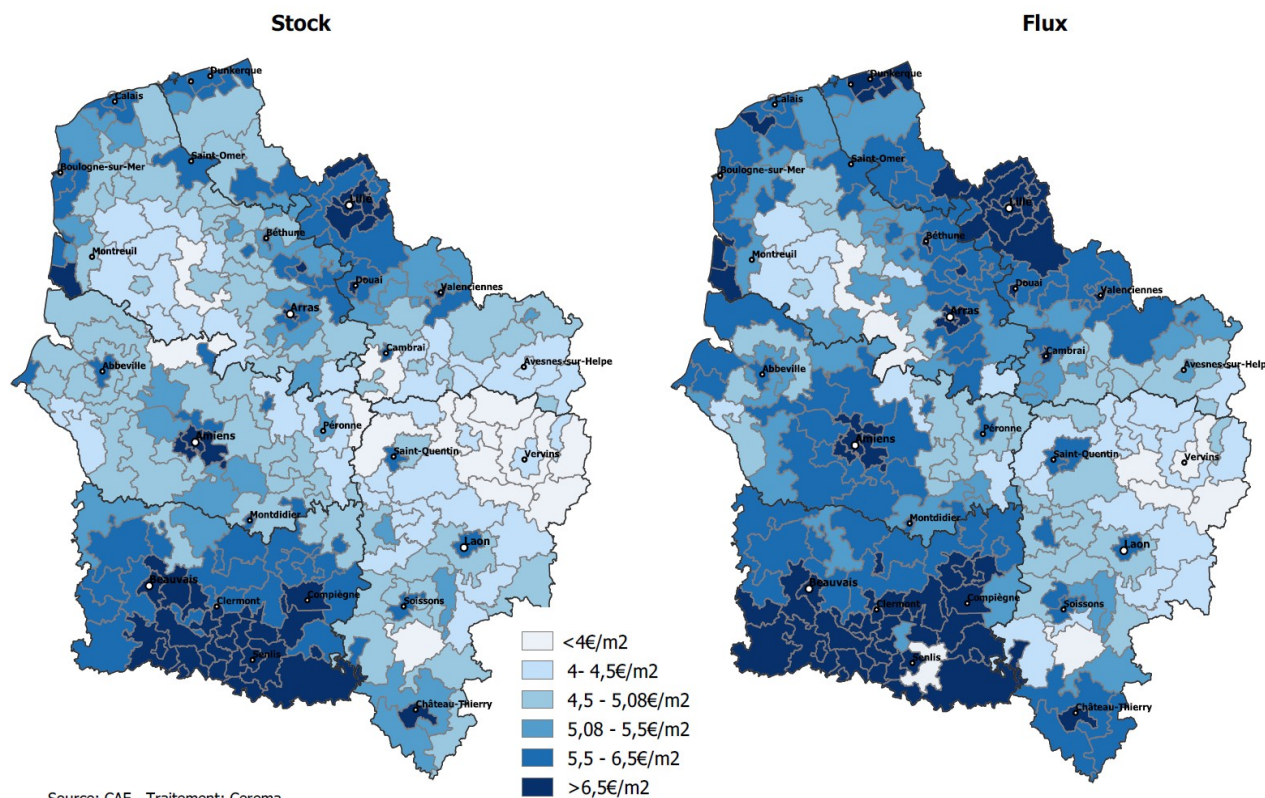 Stock
Flux
Dunkerque
Calais
Saint-Omer
Boulogne-sur-Mer
Lille
Béthune
Montreuil
Douai
Valenciennes
Arras
Cambrai
Avesnes-sur-Helpe
Abbeville
Amiens
Péronne
Saint-Quentin
Vervins
Montdidier
Laon
Beauvais
Clermont
Compiègne
Soissons
Senlis
Château-Thierry
Dunkerque
Calais
Saint-Omer
Boulogne-sur-Mer
Lille
Béthune
Montreuil
Douai
Valenciennes
Arras
Cambrai
Avesnes-sur-Help
Abbeville
Amiens
Péronne
Saint-Quentin
Vervins
Montdidier
Laon
Beauvais
Clermont
Compiègne
Soissons
Senlis
Château-Thierry
<4€/m2
4- 4,5€/m2
4,5 - 5,08€/m2
5,08 - 5,5€/m2
5,5 - 6,5€/m2
>6,5€/m2